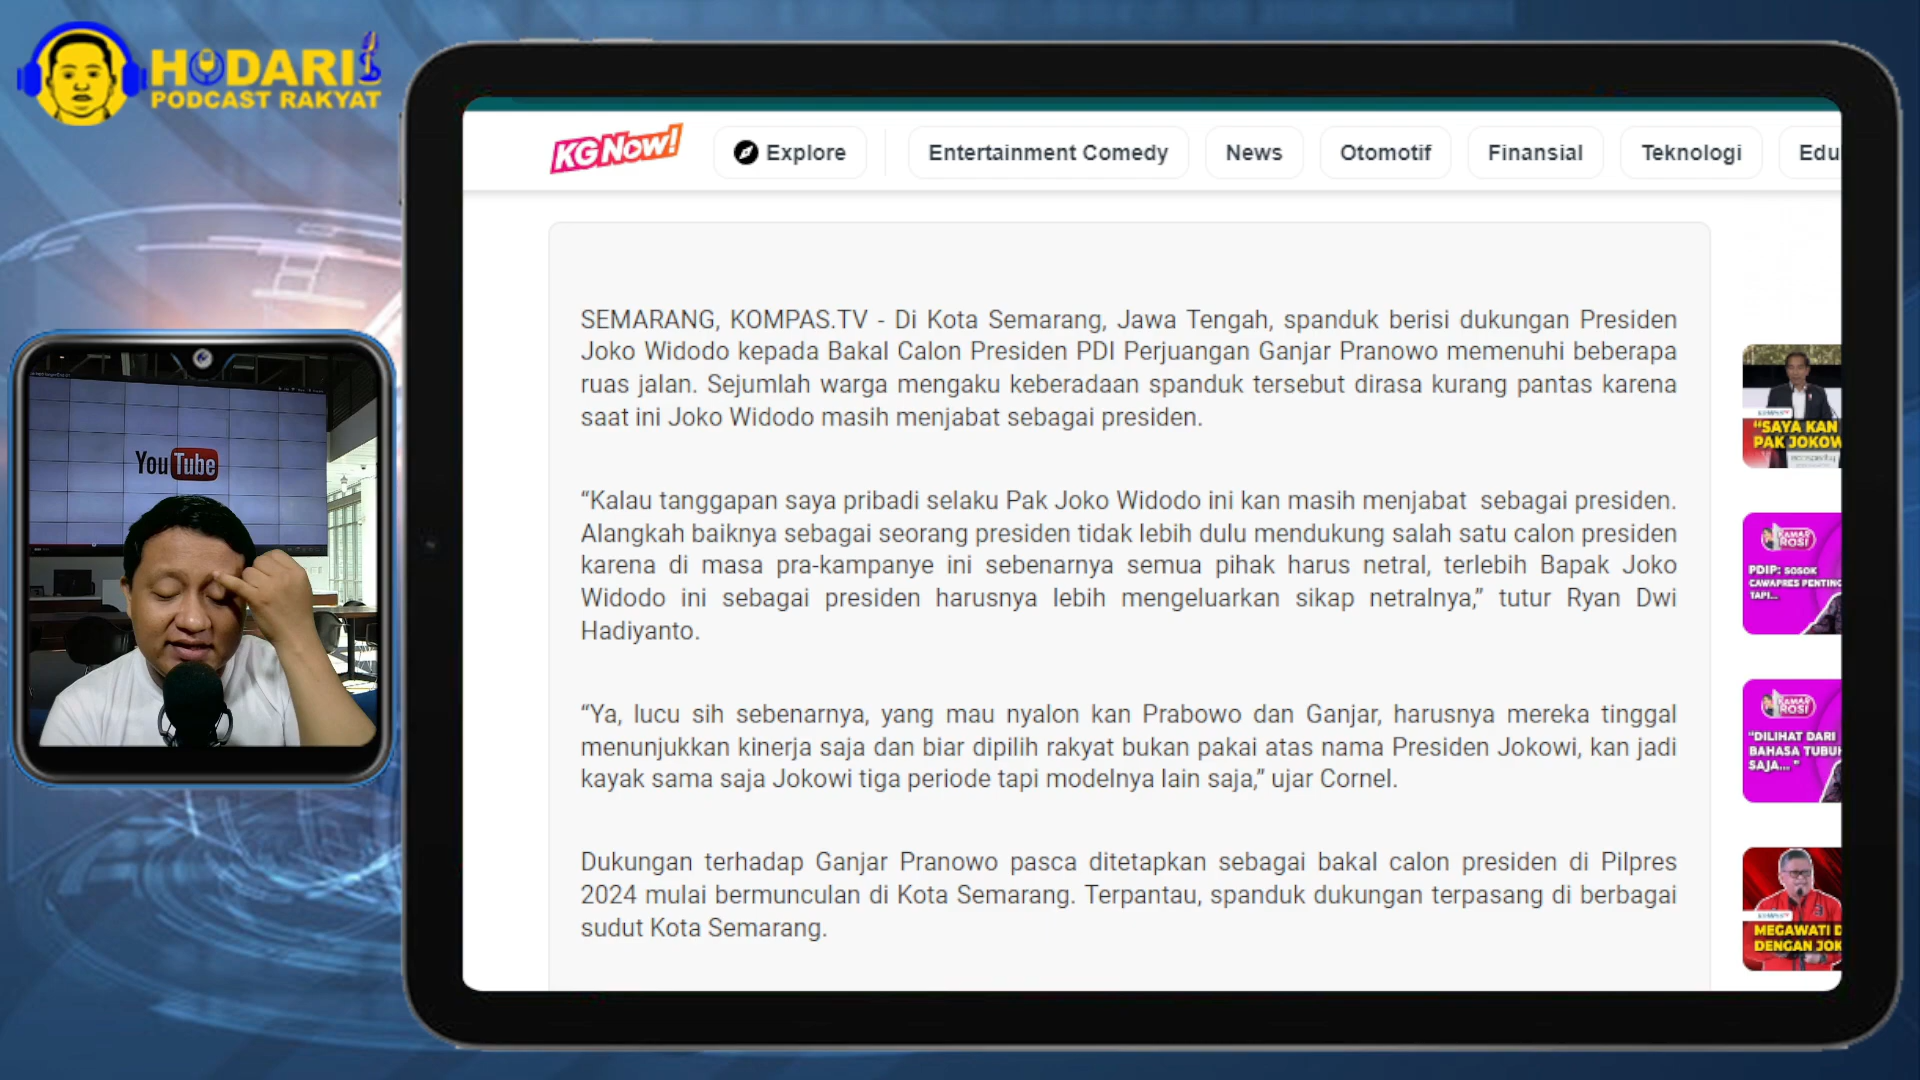 HODARI
PODCAST RAKYAT
YouTube
KG Now!
Explore
Entertainment Comedy
News
Otomotif
Finansial
Teknologi
Edu
SEMARANG, KOMPAS.TV - Di Kota Semarang, Jawa Tengah, spanduk berisi dukungan Presiden
Joko Widodo kepada Bakal Calon Presiden PDI Perjuangan Ganjar Pranowo memenuhi beberapa
ruas jalan. Sejumlah warga mengaku keberadaan spanduk tersebut dirasa kurang pantas karena
saat ini Joko Widodo masih menjabat sebagai presiden.
“Kalau tanggapan saya pribadi selaku Pak Joko Widodo ini kan masih menjabat sebagai presiden.
Alangkah baiknya sebagai seorang presiden tidak lebih dulu mendukung salah satu calon presiden
karena di masa pra-kampanye ini sebenarnya semua pihak harus netral, terlebih Bapak Joko
Widodo ini sebagai presiden harusnya lebih mengeluarkan sikap netralnya,” tutur Ryan Dwi
Hadiyanto.
“Ya, lucu sih sebenarnya, yang mau nyalon kan Prabowo dan Ganjar, harusnya mereka tinggal
menunjukkan kinerja saja dan biar dipilih rakyat bukan pakai atas nama Presiden Jokowi, kan jadi
kayak sama saja Jokowi tiga periode tapi modelnya lain saja,” ujar Cornel.
Dukungan terhadap Ganjar Pranowo pasca ditetapkan sebagai bakal calon presiden di Pilpres
2024 mulai bermunculan di Kota Semarang. Terpantau, spanduk dukungan terpasang di berbagai
sudut Kota Semarang.
“SAYA KAN
PAK JOKOW
KAMAR
ROSI
PDIP: SOSOK
CAWAPRES PENTING
TAPI...
KAMAR
ROSI
“DILIHAT DARI
BAHASA TUBUH
SAJA...”
MEGAWATI D
DENGAN JOK